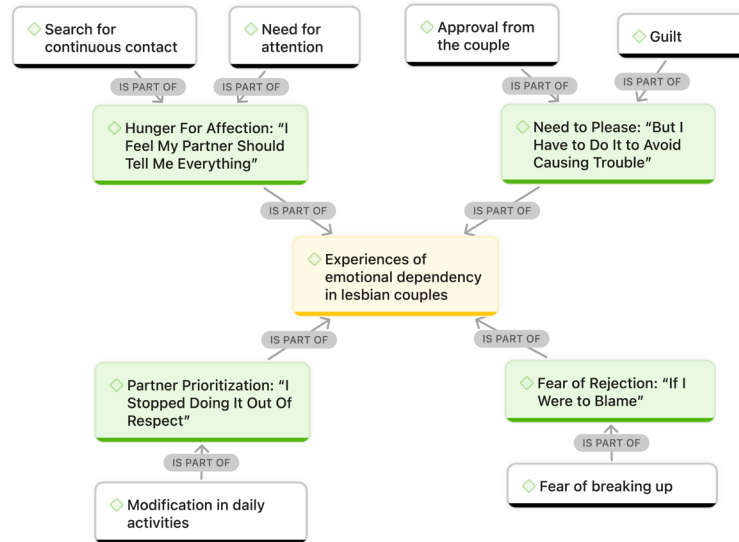 Search for
continuous contact
Need for
attention
Approval from
the couple
Guilt
IS PART OF
IS PART OF
IS PART OF
IS PART OF
Hunger For Affection: “I
Feel My Partner Should
Tell Me Everything”
Need to Please: “But I
Have to Do It to Avoid
Causing Trouble”
IS PART OF
IS PART OF
Experiences of
emotional dependency
in lesbian couples
IS PART OF
IS PART OF
Partner Prioritization: “I
Stopped Doing It Out Of
Respect”
Fear of Rejection: “If I
Were to Blame”
IS PART OF
IS PART OF
Modification in daily
activities
Fear of breaking up